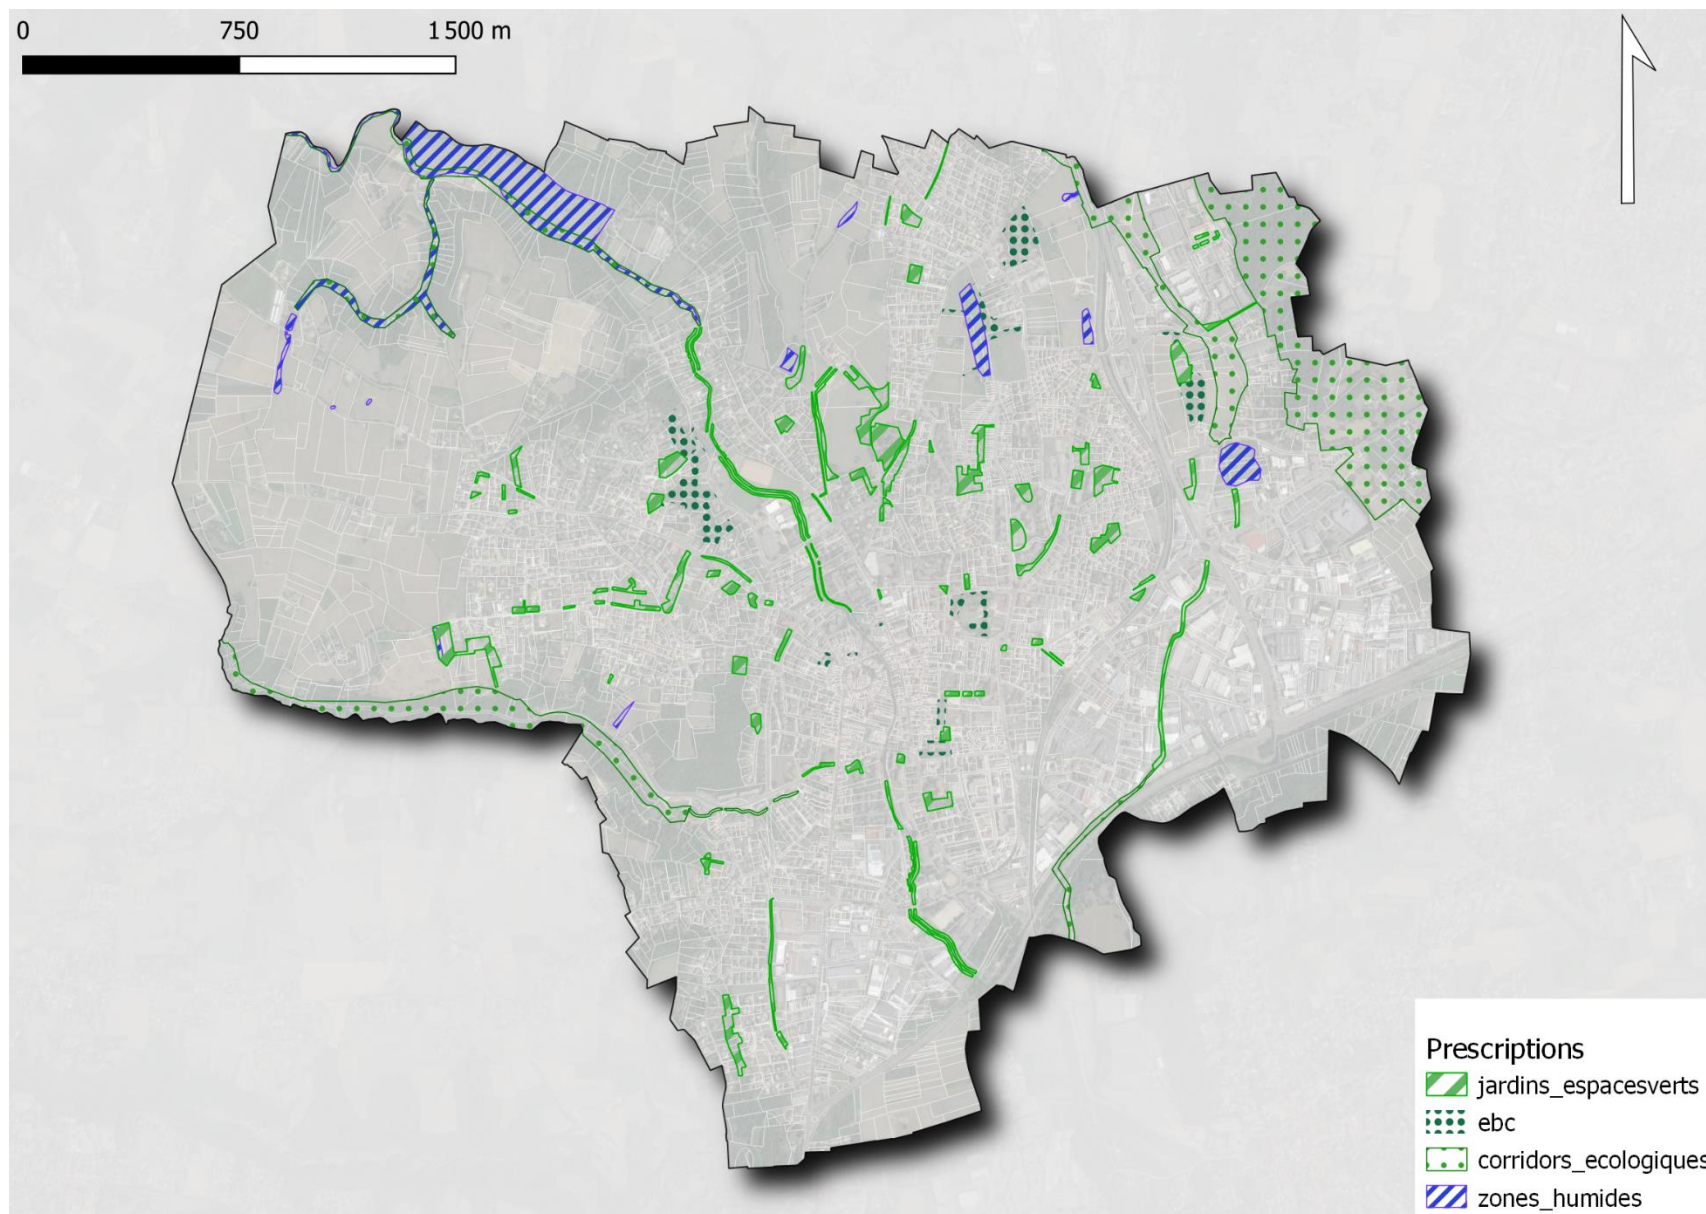 0 750 1 500 m
Prescriptions
jardins_espacesverts
ebc
corridors_ecologiques
zones_humides